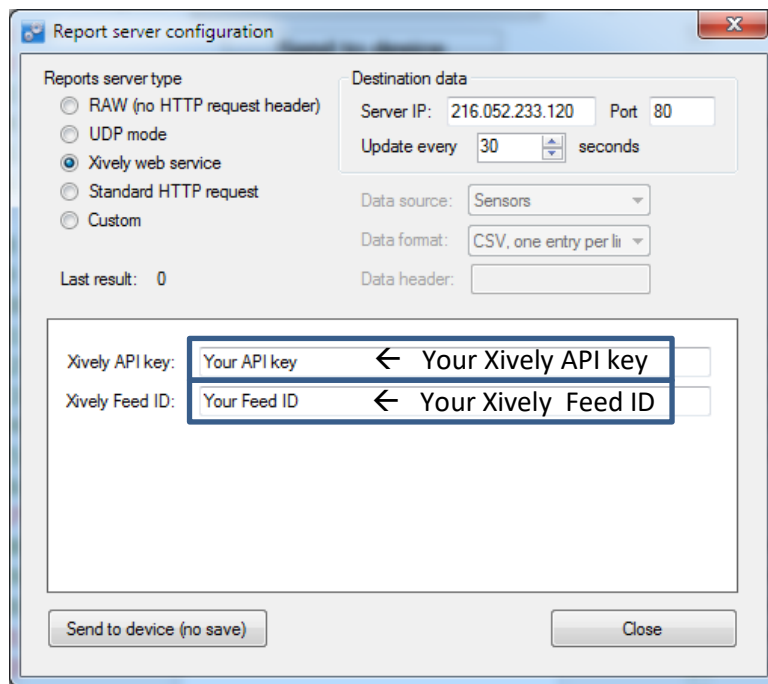 Report server configuration
Reports server type
RAW (no HTTP request header)
UDP mode
Xively web service
Standard HTTP request
Custom
Last result: 0
Destination data
Server IP: 216.052.233.120 Port 80
Update every 30 seconds
Data source: Sensors
Data format: CSV, one entry per li
Data header:
Xively API key: Your API key ← Your Xively API key
Xively Feed ID: Your Feed ID ← Your Xively Feed ID
Send to device (no save) Close